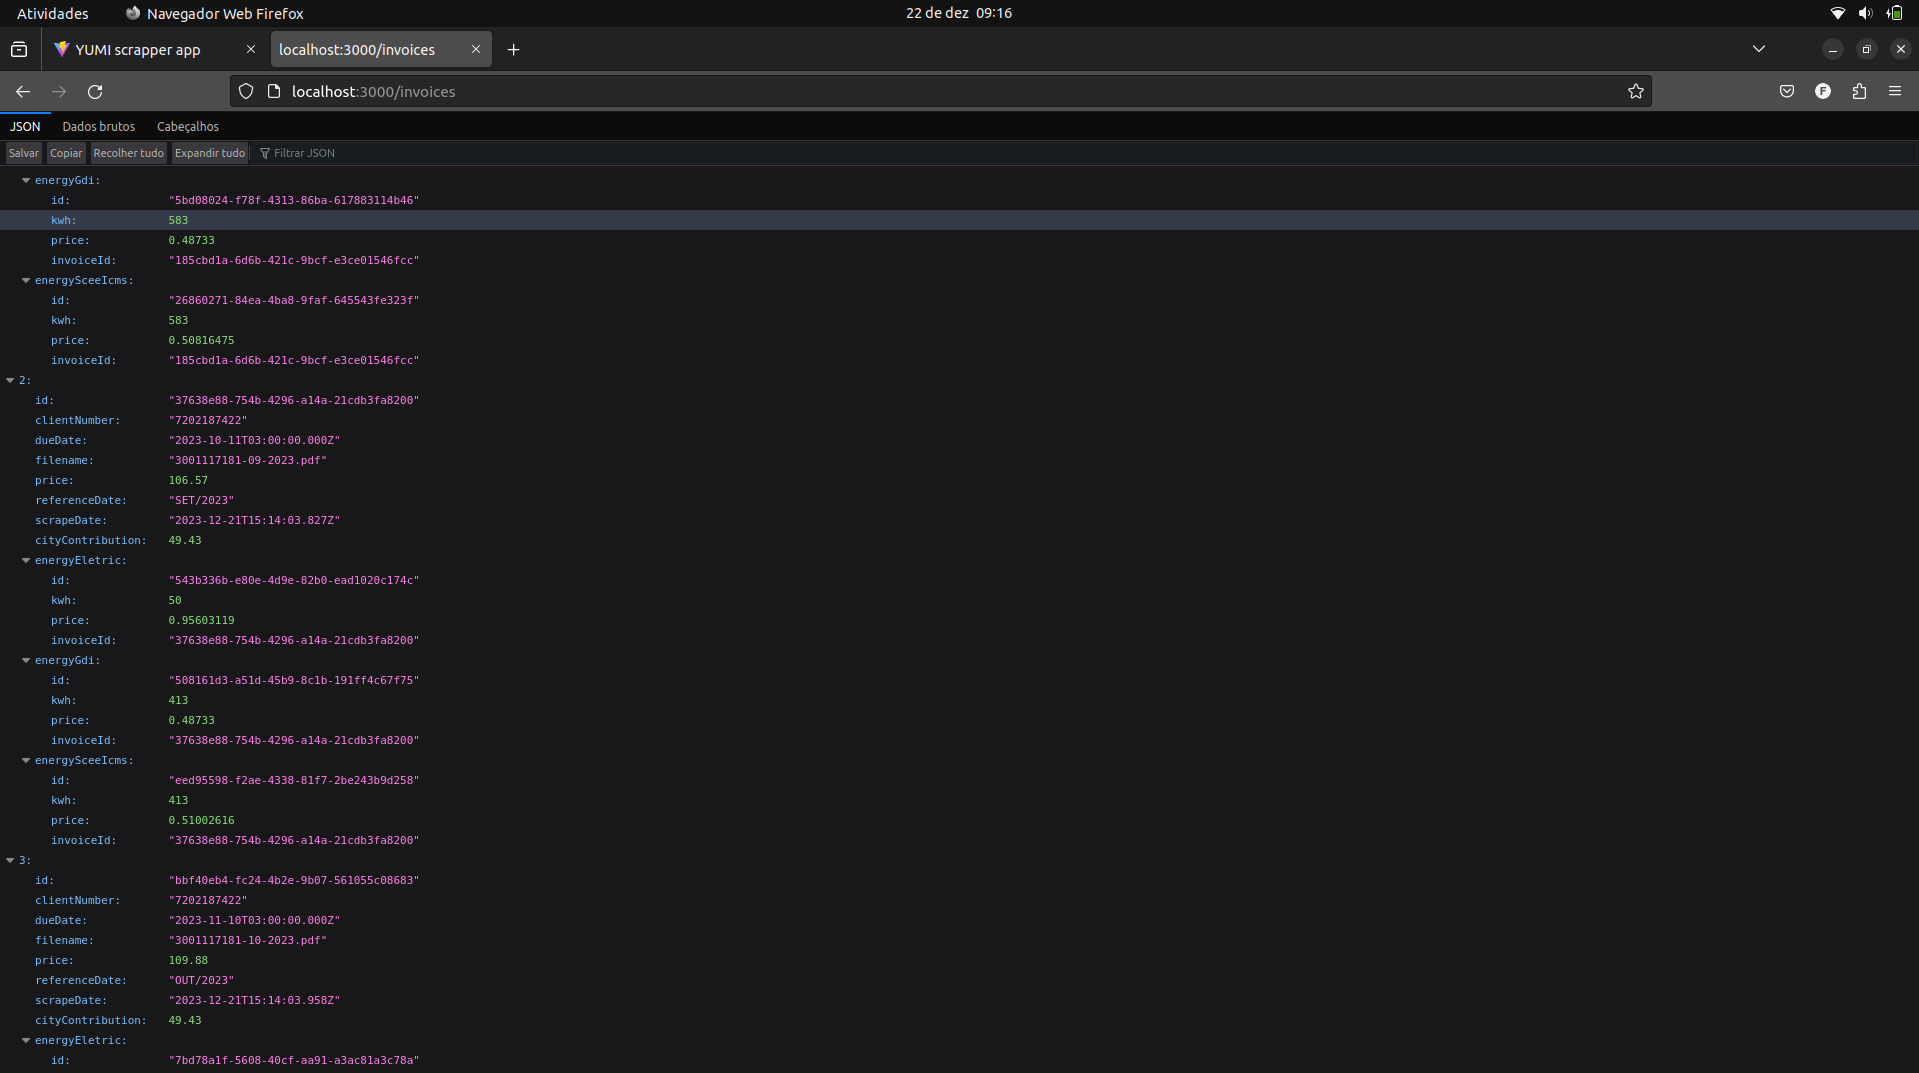 Atividades Navegador Web Firefox 22 de dez 09:16
YUMI scrapper app localhost:3000/invoices
localhost:3000/invoices F
JSON Dados brutos Cabeçalhos
Salvar Copiar Recolher tudo Expandir tudo Filtrar JSON
energyGdi:
id: "5bd08024-f78f-4313-86ba-617883114b46"
kwh: 583
price: 0.48733
invoiceId: "185cbd1a-6d6b-421c-9bcf-e3ce01546fcc"
energySceeIcms:
id: "26860271-84ea-4ba8-9faf-645543fe323f"
kwh: 583
price: 0.50816475
invoiceId: "185cbd1a-6d6b-421c-9bcf-e3ce01546fcc"
2:
id: "37638e88-754b-4296-a14a-21cdb3fa8200"
clientNumber: "7202187422"
dueDate: "2023-10-11T03:00:00.000Z"
filename: "3001117181-09-2023.pdf"
price: 106.57
referenceDate: "SET/2023"
scrapeDate: "2023-12-21T15:14:03.827Z"
cityContribution: 49.43
energyEletric:
id: "543b336b-e80e-4d9e-82b0-ead1020c174c"
kwh: 50
price: 0.95603119
invoiceId: "37638e88-754b-4296-a14a-21cdb3fa8200"
energyGdi:
id: "508161d3-a51d-45b9-8c1b-191ff4c67f75"
kwh: 413
price: 0.48733
invoiceId: "37638e88-754b-4296-a14a-21cdb3fa8200"
energySceeIcms:
id: "eed95598-f2ae-4338-81f7-2be243b9d258"
kwh: 413
price: 0.51002616
invoiceId: "37638e88-754b-4296-a14a-21cdb3fa8200"
3:
id: "bbf40eb4-fc24-4b2e-9b07-561055c08683"
clientNumber: "7202187422"
dueDate: "2023-11-10T03:00:00.000Z"
filename: "3001117181-10-2023.pdf"
price: 109.88
referenceDate: "OUT/2023"
scrapeDate: "2023-12-21T15:14:03.958Z"
cityContribution: 49.43
energyEletric:
id: "7bd78a1f-5608-40cf-aa91-a3ac81a3c78a"